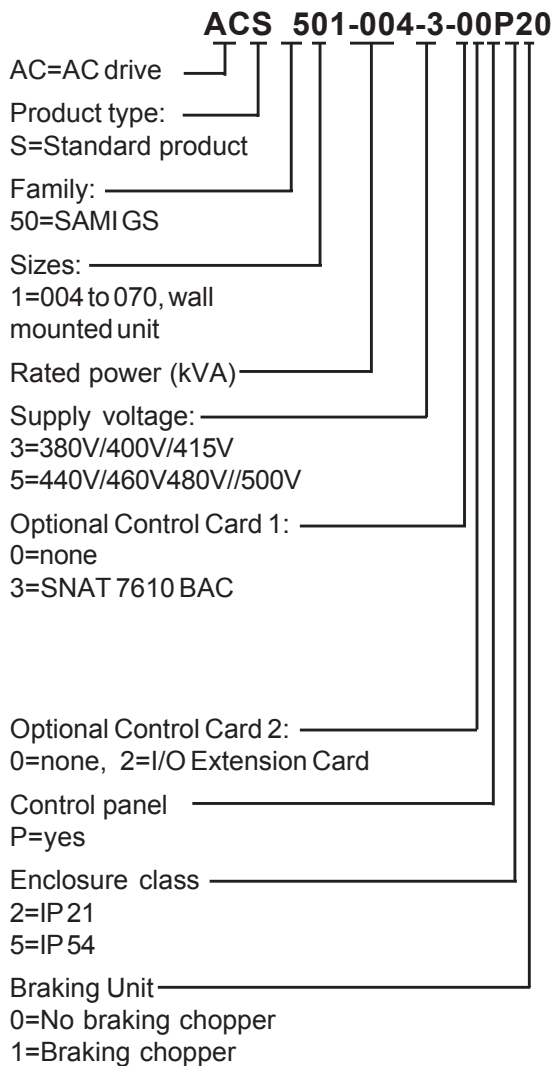 ACS 501-004-3-00P20
AC=AC drive
Product type:
S=Standard product
Family:
50=SAMI GS
Sizes:
1=004 to 070, wall
mounted unit
Rated power (kVA)
Supply voltage:
3=380V/400V/415V
5=440V/460V480V//500V
Optional Control Card 1:
0=none
3=SNAT 7610 BAC
Optional Control Card 2:
0=none, 2=I/O Extension Card
Control panel
P=yes
Enclosure class
2=IP 21
5=IP 54
Braking Unit
0=No braking chopper
1=Braking chopper